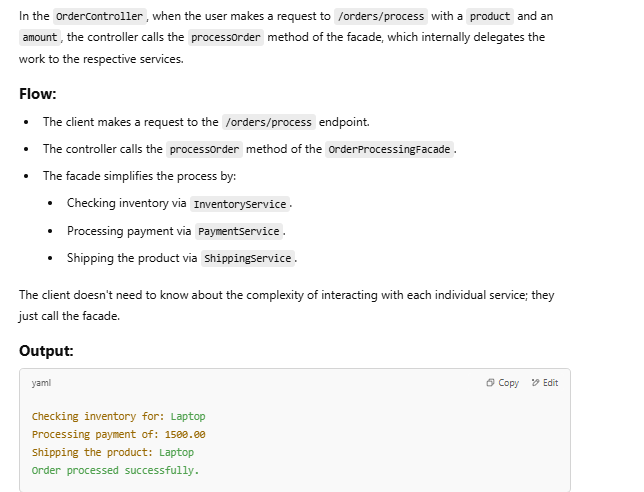 In the OrderController, when the user makes a request to /orders/process with a product and an
amount, the controller calls the processOrder method of the facade, which internally delegates the
work to the respective services.
Flow:
• The client makes a request to the /orders/process endpoint.
• The controller calls the processOrder method of the OrderProcessingFacade.
• The facade simplifies the process by:
• Checking inventory via InventoryService.
• Processing payment via PaymentService.
• Shipping the product via ShippingService.
The client doesn't need to know about the complexity of interacting with each individual service; they
just call the facade.
Output:
yaml Copy Edit
Checking inventory for: Laptop
Processing payment of: 1500.00
Shipping the product: Laptop
Order processed successfully.